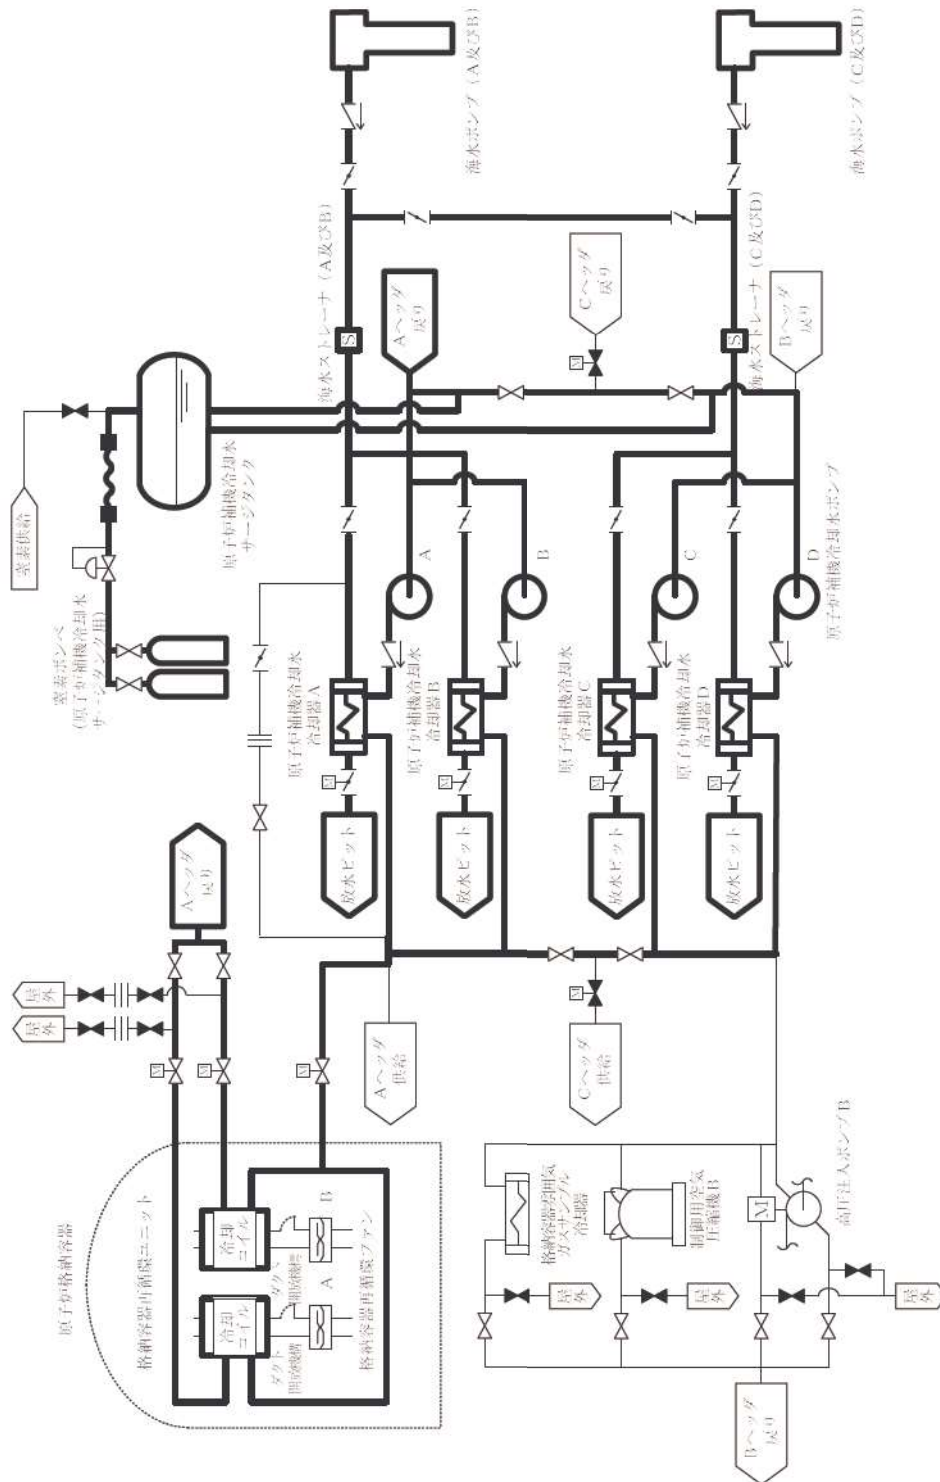 海水ポンプ（A及びB）
海水ポンプ（C及びD）
海水ストレーナ（A及びB）
海水ストレーナ（C及びD）
S
S
Aヘッダ
戻り
Cヘッダ
戻り
M
Bヘッダ
戻り
窒素供給
原子炉補機冷却水
サージタンク
窒素ボンベ
（原子炉補機冷却水
サージタンク用）
A
B
C
D
原子炉補機冷却水ポンプ
原子炉補機冷却水
冷却器A
原子炉補機冷却水
冷却器B
原子炉補機冷却水
冷却器C
原子炉補機冷却水
冷却器D
M
M
M
M
放水ピット
放水ピット
放水ピット
放水ピット
Aヘッダ
戻り
屋外
屋外
M
M
M
Aヘッダ
供給
M
Cヘッダ
供給
原子炉格納容器
格納容器再循環ユニット
冷却
コイル
冷却
コイル
ダクト
開放機構
ダクト
開放機構
A
B
格納容器再循環ファン
格納容器雰囲気
ガスサンプル
冷却器
制御用空気
圧縮機B
M
高圧注入ポンプB
屋外
屋外
屋外
Bヘッダ
戻り